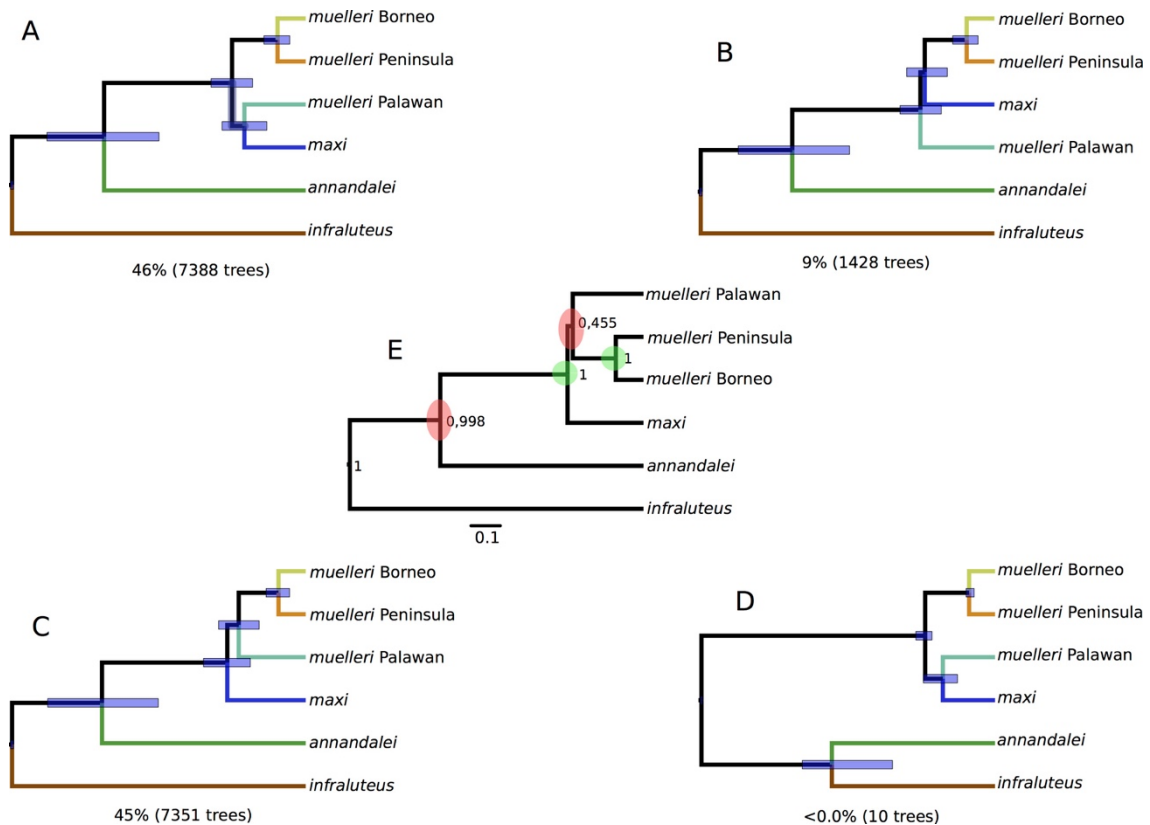 A
muelleri Borneo
muelleri Peninsula
muelleri Palawan
maxi
annandalei
infraluteus
46% (7388 trees)
B
muelleri Borneo
muelleri Peninsula
maxi
muelleri Palawan
annandalei
infraluteus
9% (1428 trees)
E
muelleri Palawan
0,455
muelleri Peninsula
1
muelleri Borneo
1
maxi
0,998
annandalei
1
infraluteus
0.1
C
muelleri Borneo
muelleri Peninsula
muelleri Palawan
maxi
annandalei
infraluteus
45% (7351 trees)
D
muelleri Borneo
muelleri Peninsula
muelleri Palawan
maxi
annandalei
infraluteus
<0.0% (10 trees)